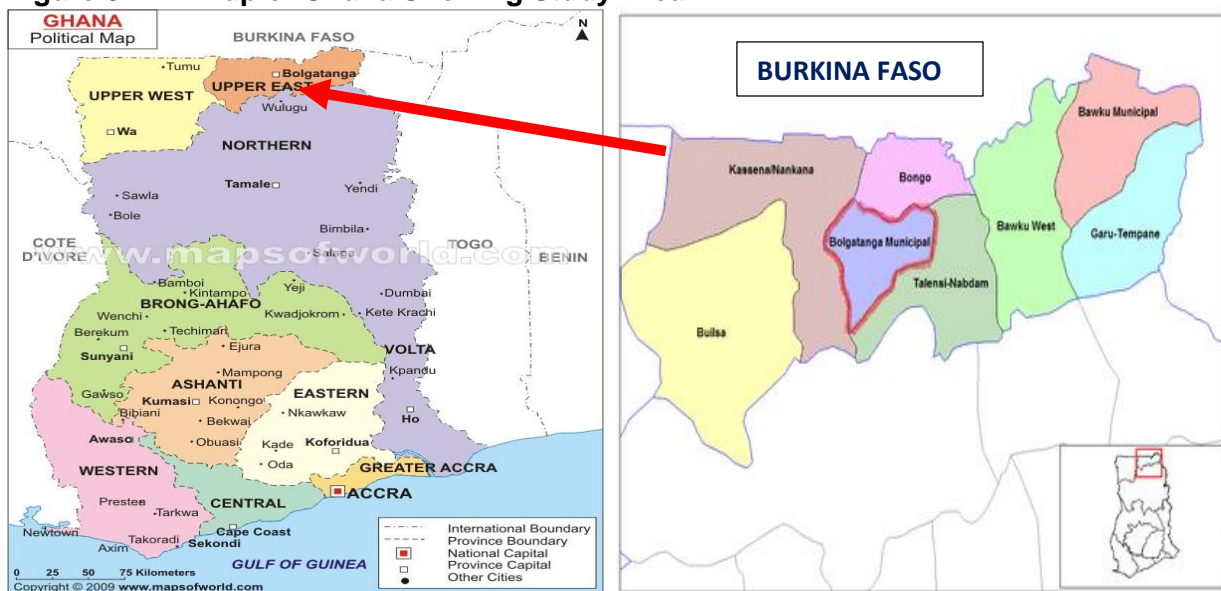 GHANA
Political Map
BURKINA FASO
N
Tumu
Bolgatanga
UPPER EAST
UPPER WEST
Wulugu
Wa
NORTHERN
Tamale
Yendi
Sawla
Bole
Bimbila
COTE
D'IVORE
www.mapsofworld.com
TOGO
BENIN
Salaga
Bamboi
Yeji
Kintampo
Dumbai
BRONG-AHAFO
Wenchi
Kwadjokrom
Kete Krachi
Berekum
Techiman
Sunyani
Ejura
VOLTA
Mampong
Kpandu
ASHANTI
EASTERN
Gawso
Kumasi
Konongo
Bibiani
Nkawkaw
Ho
Bekwai
Awaso
Obuasi
Kade
Koforidua
Oda
WESTERN
GREATER ACCRA
CENTRAL
ACCRA
Prestea
Tarkwa
Newtown
Cape Coast
Takoradi
Sekondi
Axim
GULF OF GUINEA
International Boundary
Province Boundary
National Capital
Province Capital
Other Cities
0 25 50 75 Kilometers
Copyright © 2009 www.mapsofworld.com
BURKINA FASO
Bawku Municipal
Kassena/Nankana
Bongo
Bolgatanga Municipal
Bawku West
Garu-Tempane
Talensi-Nabdam
Builsa